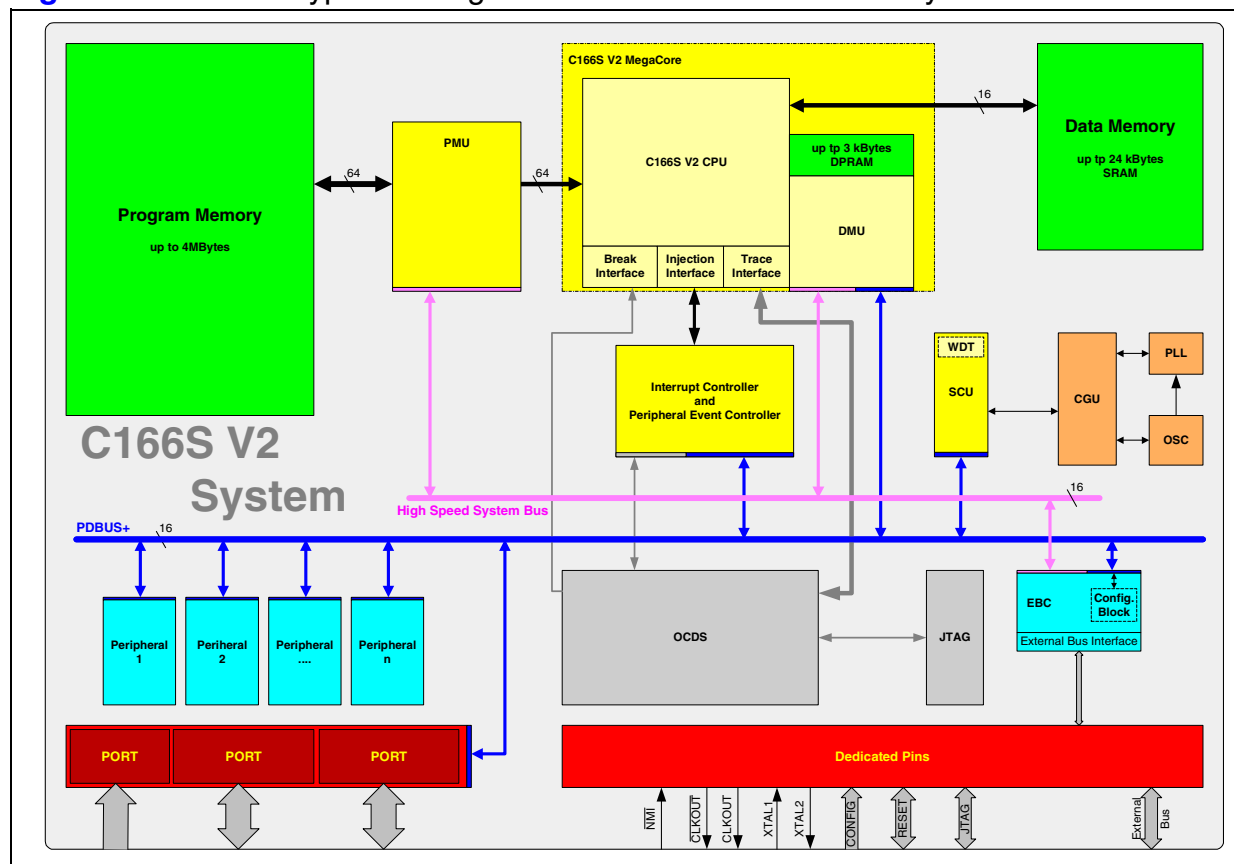 C166S V2 MegaCore
16
Data Memory
up tp 24 kBytes
SRAM
up tp 3 kBytes
DPRAM
C166S V2 CPU
PMU
64
64
Program Memory
up to 4MBytes
DMU
Break
Interface
Injection
Interface
Trace
Interface
WDT
SCU
CGU
PLL
OSC
Interrupt Controller
and
Peripheral Event Controller
C166S V2
System
16
High Speed System Bus
PDBUS+
16
EBC
Config.
Block
External Bus Interface
Peripheral
1
Periheral
2
Peripheral
....
Peripheral
n
OCDS
JTAG
PORT
PORT
PORT
Dedicated Pins
NMI
CLKOUT
CLKOUT
XTAL1
XTAL2
CONFIG
RESET
JTAG
External
Bus